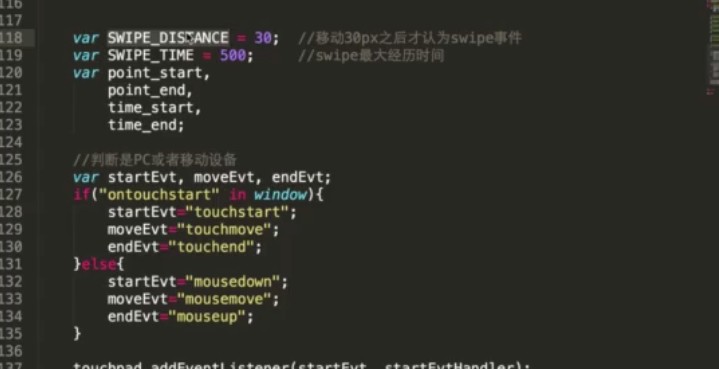 116
117
118 var SWIPE_DISTANCE = 30; //移动30px之后才认为swipe事件
119 var SWIPE_TIME = 500; //swipe最大经历时间
120 var point_start,
121 point_end,
122 time_start,
123 time_end;
124
125 //判断是PC或者移动设备
126 var startEvt, moveEvt, endEvt;
127 if("ontouchstart" in window){
128 startEvt="touchstart";
129 moveEvt="touchmove";
130 endEvt="touchend";
131 }else{
132 startEvt="mousedown";
133 moveEvt="mousemove";
134 endEvt="mouseup";
135 }
136
137 touchpad.addEventListener(startEvt, startEvtHandler);